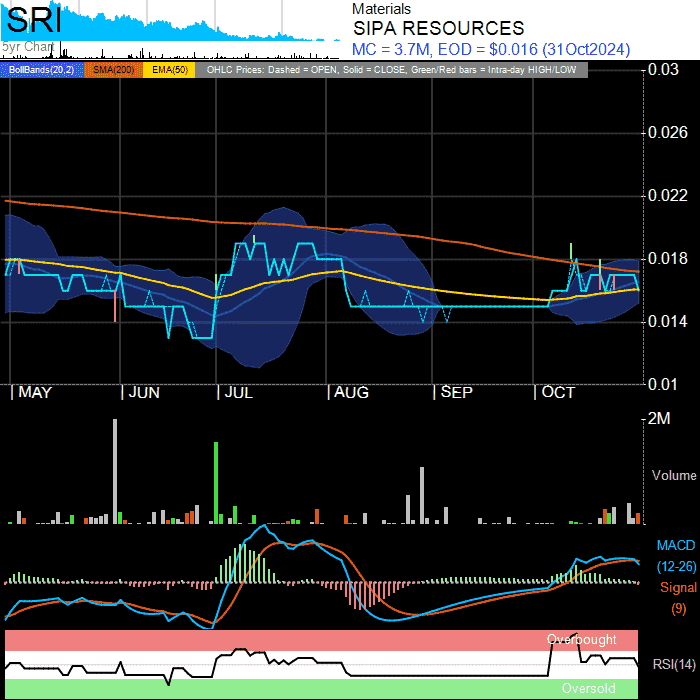 SRI
5yr Chart
Materials
SIPA RESOURCES
MC = 3.7M, EOD = $0.016 (31Oct2024)
BollBands(20,2) SMA(200) EMA(50) OHLC Prices: Dashed = OPEN, Solid = CLOSE, Green/Red bars = Intra-day HIGH/LOW
0.03
0.026
0.022
0.018
0.014
0.01
MAY JUN JUL AUG SEP OCT
2M
Volume
MACD
(12-26)
Signal
(9)
Overbought
RSI(14)
Oversold